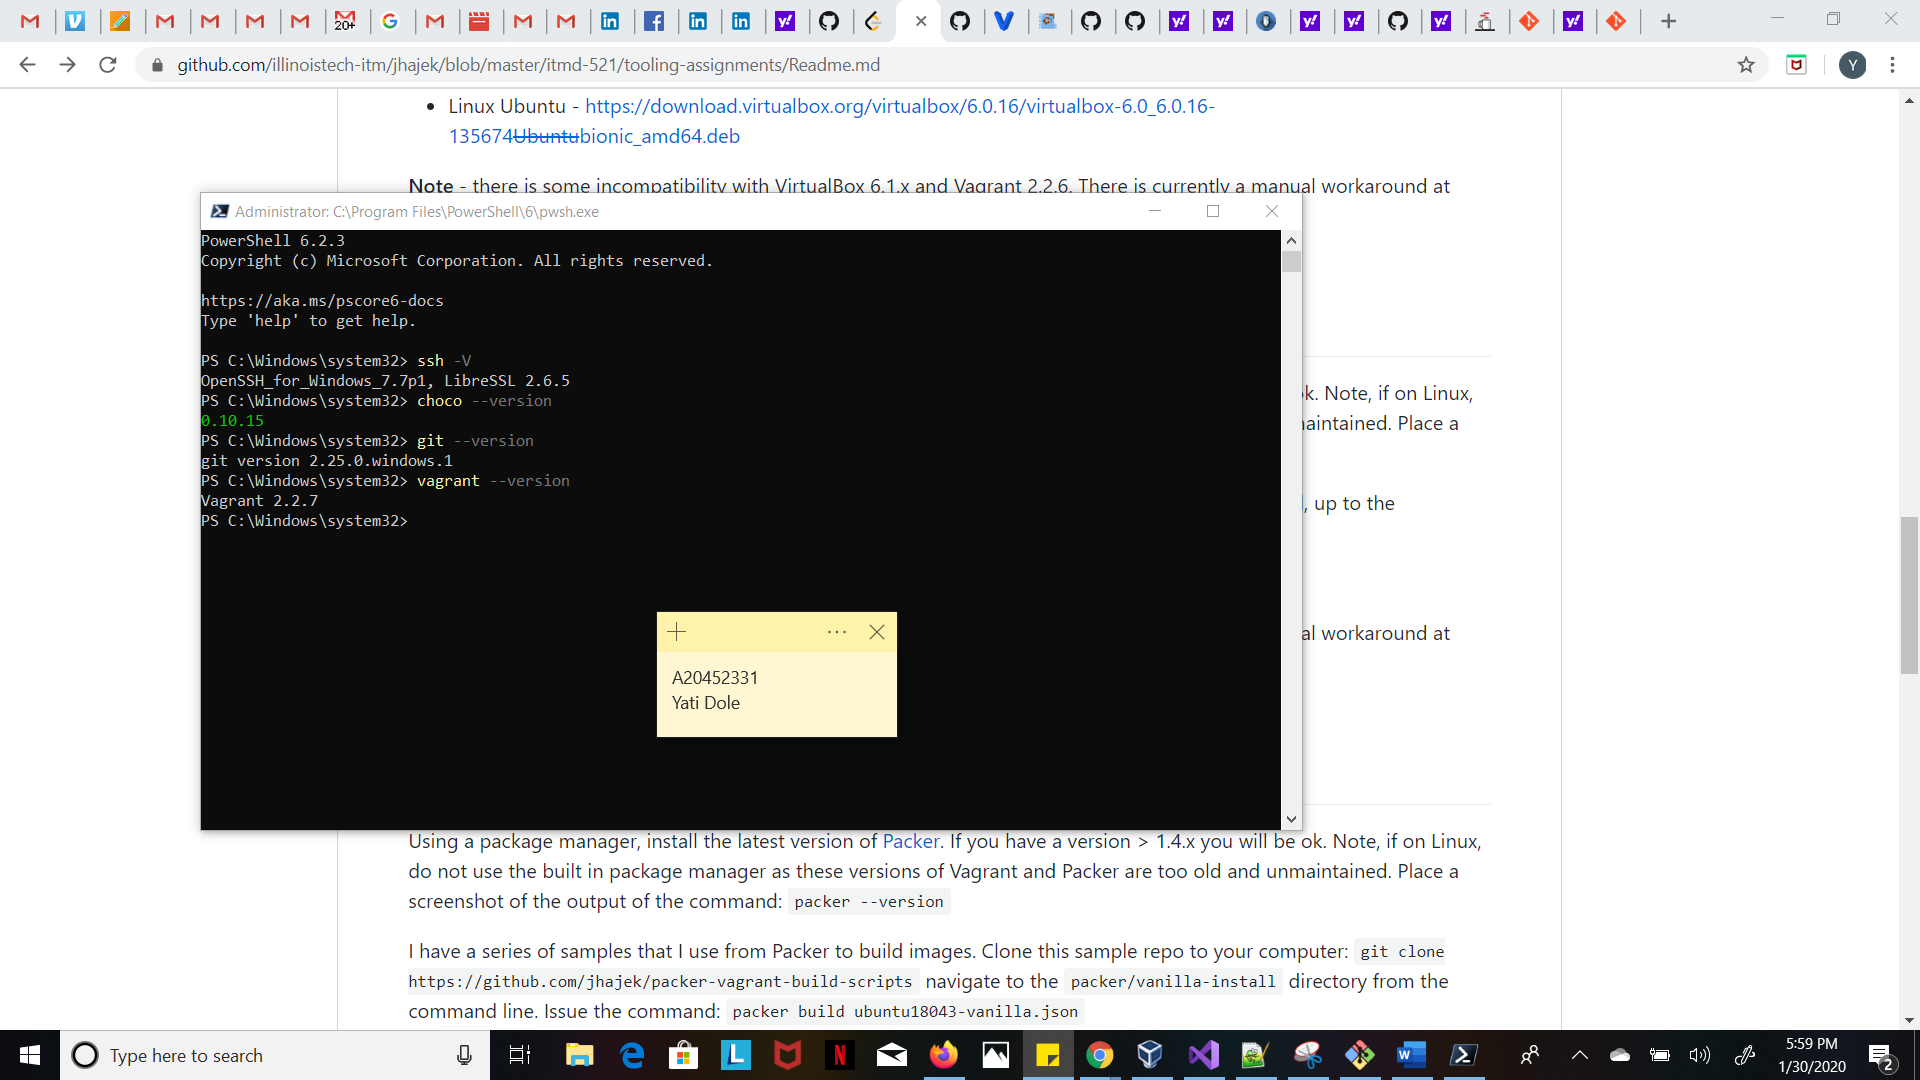 20+
github.com/illinoistech-itm/jhajek/blob/master/itmd-521/tooling-assignments/Readme.md
Y
Linux Ubuntu - https://download.virtualbox.org/virtualbox/6.0.16/virtualbox-6.0_6.0.16-
135674Ubuntubionic_amd64.deb
Note - there is some incompatibility with VirtualBox 6.1.x and Vagrant 2.2.6. There is currently a manual workaround at
Administrator: C:\Program Files\PowerShell\6\pwsh.exe
PowerShell 6.2.3
Copyright (c) Microsoft Corporation. All rights reserved.
https://aka.ms/pscore6-docs
Type 'help' to get help.
PS C:\Windows\system32> ssh -V
OpenSSH_for_Windows_7.7p1, LibreSSL 2.6.5
PS C:\Windows\system32> choco --version
0.10.15
PS C:\Windows\system32> git --version
git version 2.25.0.windows.1
PS C:\Windows\system32> vagrant --version
Vagrant 2.2.7
PS C:\Windows\system32>
ok. Note, if on Linux,
maintained. Place a
, up to the
al workaround at
A20452331
Yati Dole
Using a package manager, install the latest version of Packer. If you have a version > 1.4.x you will be ok. Note, if on Linux,
do not use the built in package manager as these versions of Vagrant and Packer are too old and unmaintained. Place a
screenshot of the output of the command: packer --version
I have a series of samples that I use from Packer to build images. Clone this sample repo to your computer: git clone
https://github.com/jhajek/packer-vagrant-build-scripts navigate to the packer/vanilla-install directory from the
command line. Issue the command: packer build ubuntu18043-vanilla.json
Type here to search
5:59 PM
1/30/2020
2